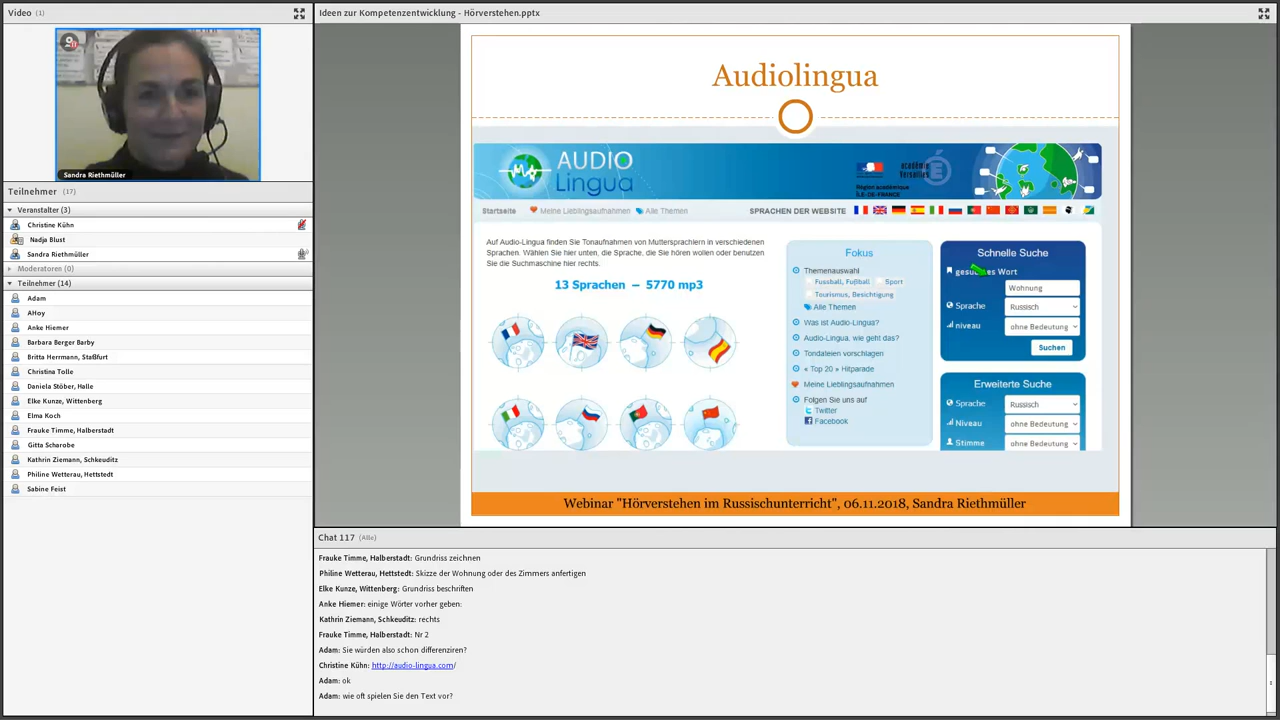 Video (1)
Sandra Riethmüller
Teilnehmer (17)
Veranstalter (3)
Christine Kühn
Nadja Blust
Sandra Riethmüller
Moderatoren (0)
Teilnehmer (14)
Adam
AHoy
Anke Hiemer
Barbara Berger Barby
Britta Herrmann, Staßfurt
Christina Tolle
Daniela Stöber, Halle
Elke Kunze, Wittenberg
Elma Koch
Frauke Timme, Halberstadt
Gitta Scharobe
Kathrin Ziemann, Schkeuditz
Philine Wetterau, Hettstedt
Sabine Feist
Ideen zur Kompetenzentwicklung - Hörverstehen.pptx
Audiolingua
AUDIO
Lingua
Région académique
ÎLE-DE-FRANCE
académie
Versailles
Startseite Meine Lieblingsaufnahmen Alle Themen SPRACHEN DER WEBSITE
Auf Audio-Lingua finden Sie Tonaufnahmen von Muttersprachlern in verschiedenen
Sprachen. Wählen Sie hier unten, die Sprache, die Sie hören wollen oder benutzen
Sie die Suchmaschine hier rechts.
13 Sprachen – 5770 mp3
Fokus
Themenauswahl
Fussball, Fußball Sport
Tourismus, Besichtigung
Alle Themen
Was ist Audio-Lingua?
Audio-Lingua, wie geht das?
Tondateien vorschlagen
« Top 20 » Hitparade
Meine Lieblingsaufnahmen
Folgen Sie uns auf
Twitter
Facebook
Schnelle Suche
gesuchtes Wort
Wohnung
Sprache Russisch
niveau ohne Bedeutung
Suchen
Erweiterte Suche
Sprache Russisch
Niveau ohne Bedeutung
Stimme ohne Bedeutung
Webinar "Hörverstehen im Russischunterricht", 06.11.2018, Sandra Riethmüller
Chat 117 (Alle)
Frauke Timme, Halberstadt: Grundriss zeichnen
Philine Wetterau, Hettstedt: Skizze der Wohnung oder des Zimmers anfertigen
Elke Kunze, Wittenberg: Grundriss beschriften
Anke Hiemer: einige Wörter vorher geben:
Kathrin Ziemann, Schkeuditz: rechts
Frauke Timme, Halberstadt: Nr 2
Adam: Sie würden also schon differenziren?
Christine Kühn: http://audio-lingua.com/
Adam: ok
Adam: wie oft spielen Sie den Text vor?